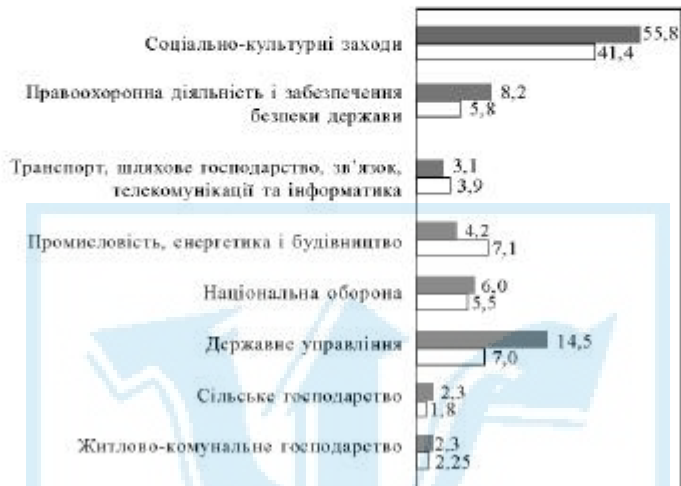 Соціально-культурні заходи
55,8
41,4
Правоохоронна діяльність і забезпечення
безпеки держави
8,2
5,8
Транспорт, шляхове господарство, зв'язок,
телекомунікації та інформатика
3,1
3,9
Промисловість, енергетика і будівництво
4,2
7,1
Національна оборона
6,0
5,5
Державне управління
14,5
7,0
Сільське господарство
2,3
1,8
Житлово-комунальне господарство
2,3
2,25